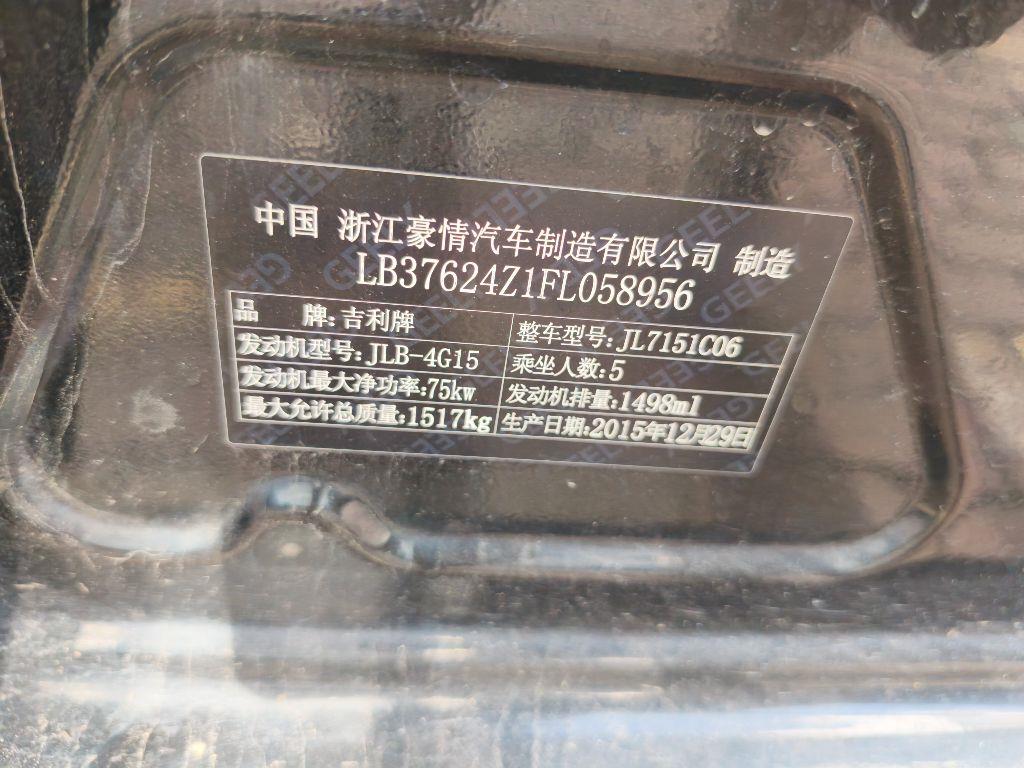 中国 浙江豪情汽车制造有限公司 制造
LB37624Z1FL058956
品 牌:吉利牌 整车型号:JL7151C06
发动机型号:JLB-4G15 乘坐人数:5
发动机最大净功率:75kw 发动机排量:1498ml
最大允许总质量:1517kg 生产日期:2015年12月29日